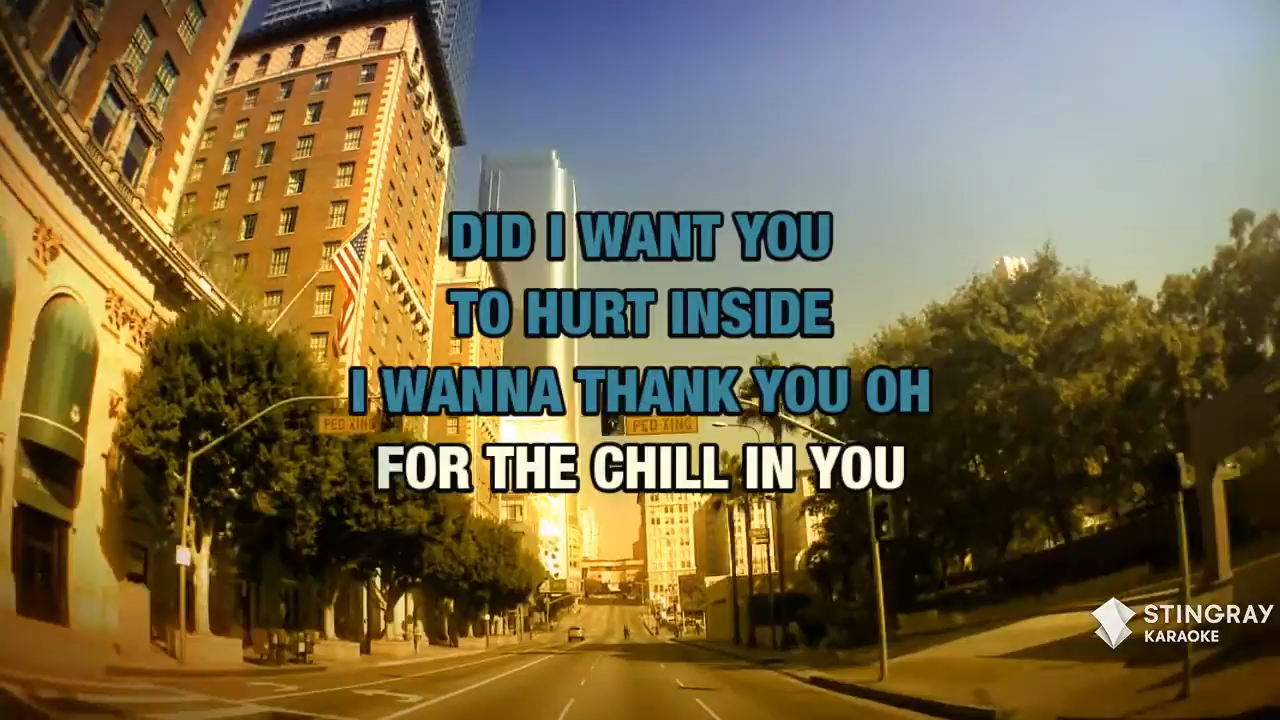 DID I WANT YOU
TO HURT INSIDE
I WANNA THANK YOU OH
PED XING
PED XING
FOR THE CHILL IN YOU
STINGRAY
KARAOKE